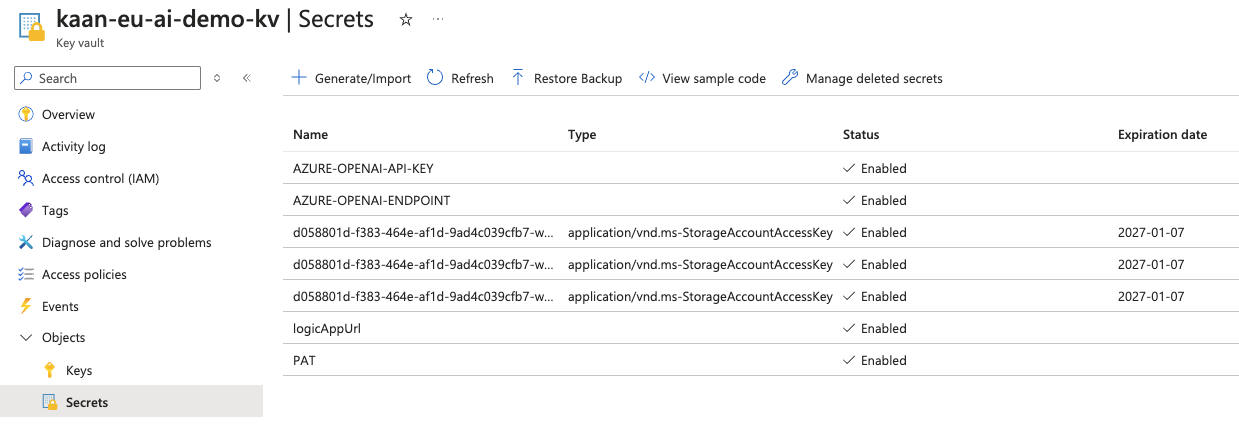 kaan-eu-ai-demo-kv | Secrets
Key vault
Search
Generate/Import Refresh Restore Backup View sample code Manage deleted secrets
Overview
Activity log
Access control (IAM)
Tags
Diagnose and solve problems
Access policies
Events
Objects
Keys
Secrets
Name Type Status Expiration date
AZURE-OPENAI-API-KEY Enabled
AZURE-OPENAI-ENDPOINT Enabled
d058801d-f383-464e-af1d-9ad4c039cfb7-w... application/vnd.ms-StorageAccountAccessKey Enabled 2027-01-07
d058801d-f383-464e-af1d-9ad4c039cfb7-w... application/vnd.ms-StorageAccountAccessKey Enabled 2027-01-07
d058801d-f383-464e-af1d-9ad4c039cfb7-w... application/vnd.ms-StorageAccountAccessKey Enabled 2027-01-07
logicAppUrl Enabled
PAT Enabled